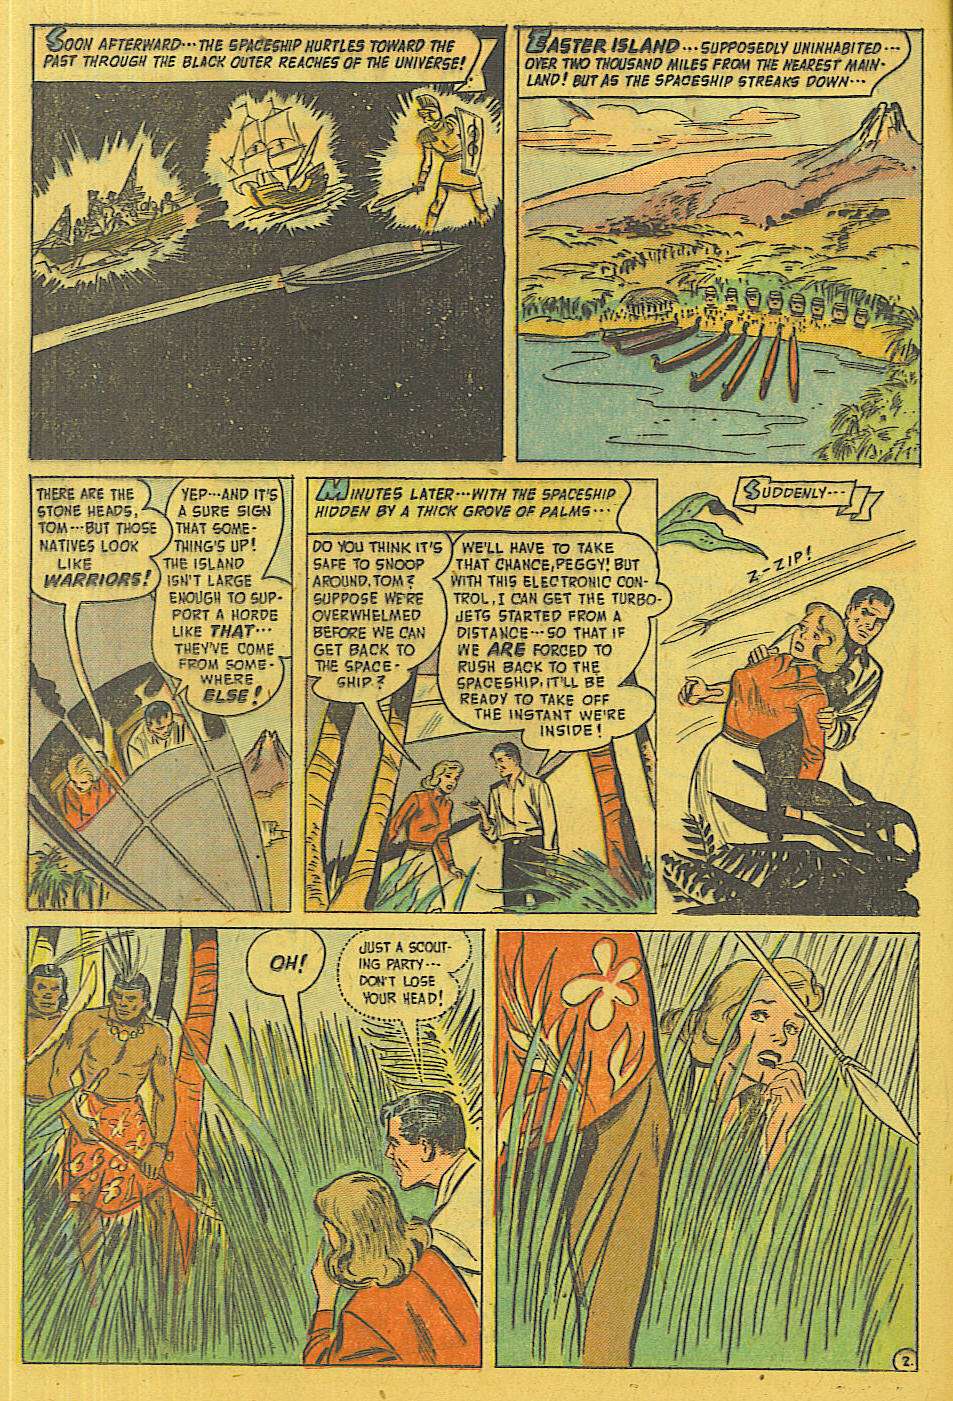 SOON AFTERWARD--- THE SPACESHIP HURTLES TOWARD THE
PAST THROUGH THE BLACK OUTER REACHES OF THE UNIVERSE!
EASTER ISLAND --- SUPPOSEDLY UNINHABITED---
OVER TWO THOUSAND MILES FROM THE NEAREST MAIN-
LAND! BUT AS THE SPACESHIP STREAKS DOWN---
THERE ARE THE
STONE HEADS,
TOM---BUT THOSE
NATIVES LOOK
LIKE
WARRIORS!
YEP---AND IT'S
A SURE SIGN
THAT SOME-
THING'S UP!
THE ISLAND
ISN'T LARGE
ENOUGH TO SUP-
PORT A HORDE
LIKE THAT---
THEY'VE COME
FROM SOME-
WHERE
ELSE!
MINUTES LATER---WITH THE SPACESHIP
HIDDEN BY A THICK GROVE OF PALMS---
DO YOU THINK IT'S
SAFE TO SNOOP
AROUND, TOM?
SUPPOSE WE'RE
OVERWHELMED
BEFORE WE CAN
GET BACK TO
THE SPACE-
SHIP?
WE'LL HAVE TO TAKE
THAT CHANCE, PEGGY! BUT
WITH THIS ELECTRONIC CON-
TROL, I CAN GET THE TURBO-
JETS STARTED FROM A
DISTANCE---SO THAT IF
WE ARE FORCED TO
RUSH BACK TO THE
SPACESHIP, IT'LL BE
READY TO TAKE OFF
THE INSTANT WE'RE
INSIDE!
SUDDENLY---
Z-ZIP!
OH!
JUST A SCOUT-
ING PARTY---
DON'T LOSE
YOUR HEAD!
2.